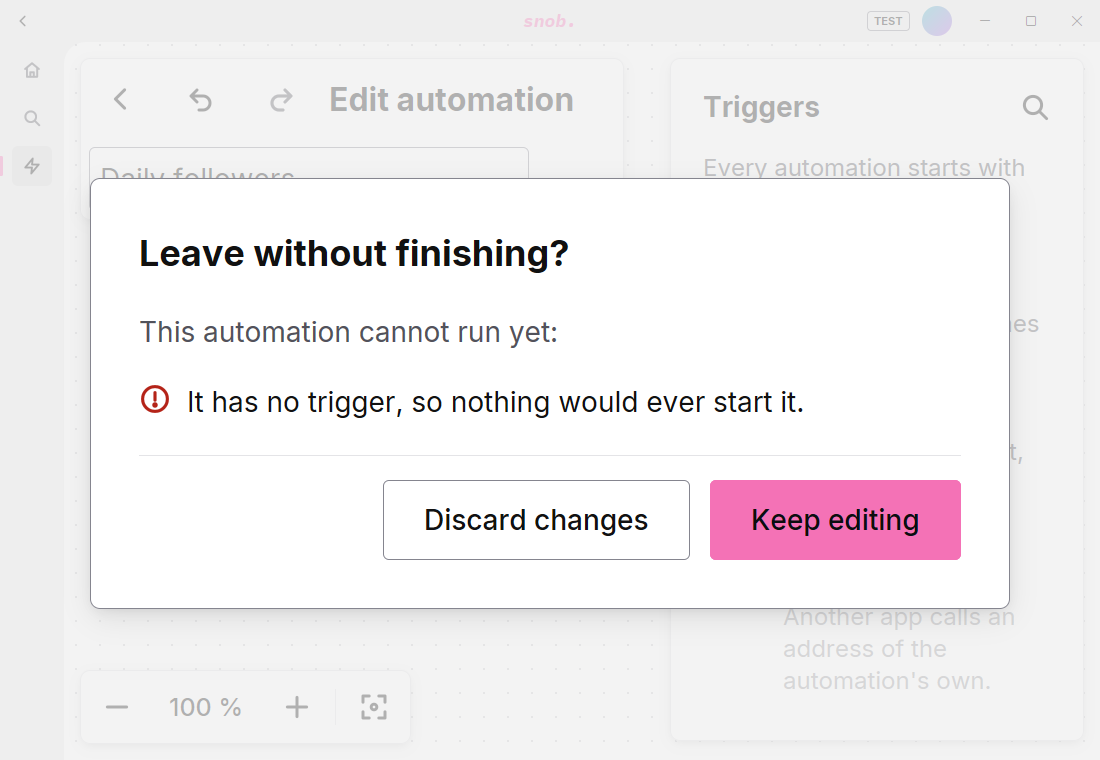 snob.
TEST
Edit automation
Triggers
Daily followers
Every automation starts with
Leave without finishing?
This automation cannot run yet:
It has no trigger, so nothing would ever start it.
Discard changes
Keep editing
Another app calls an
address of the
automation's own.
100 %